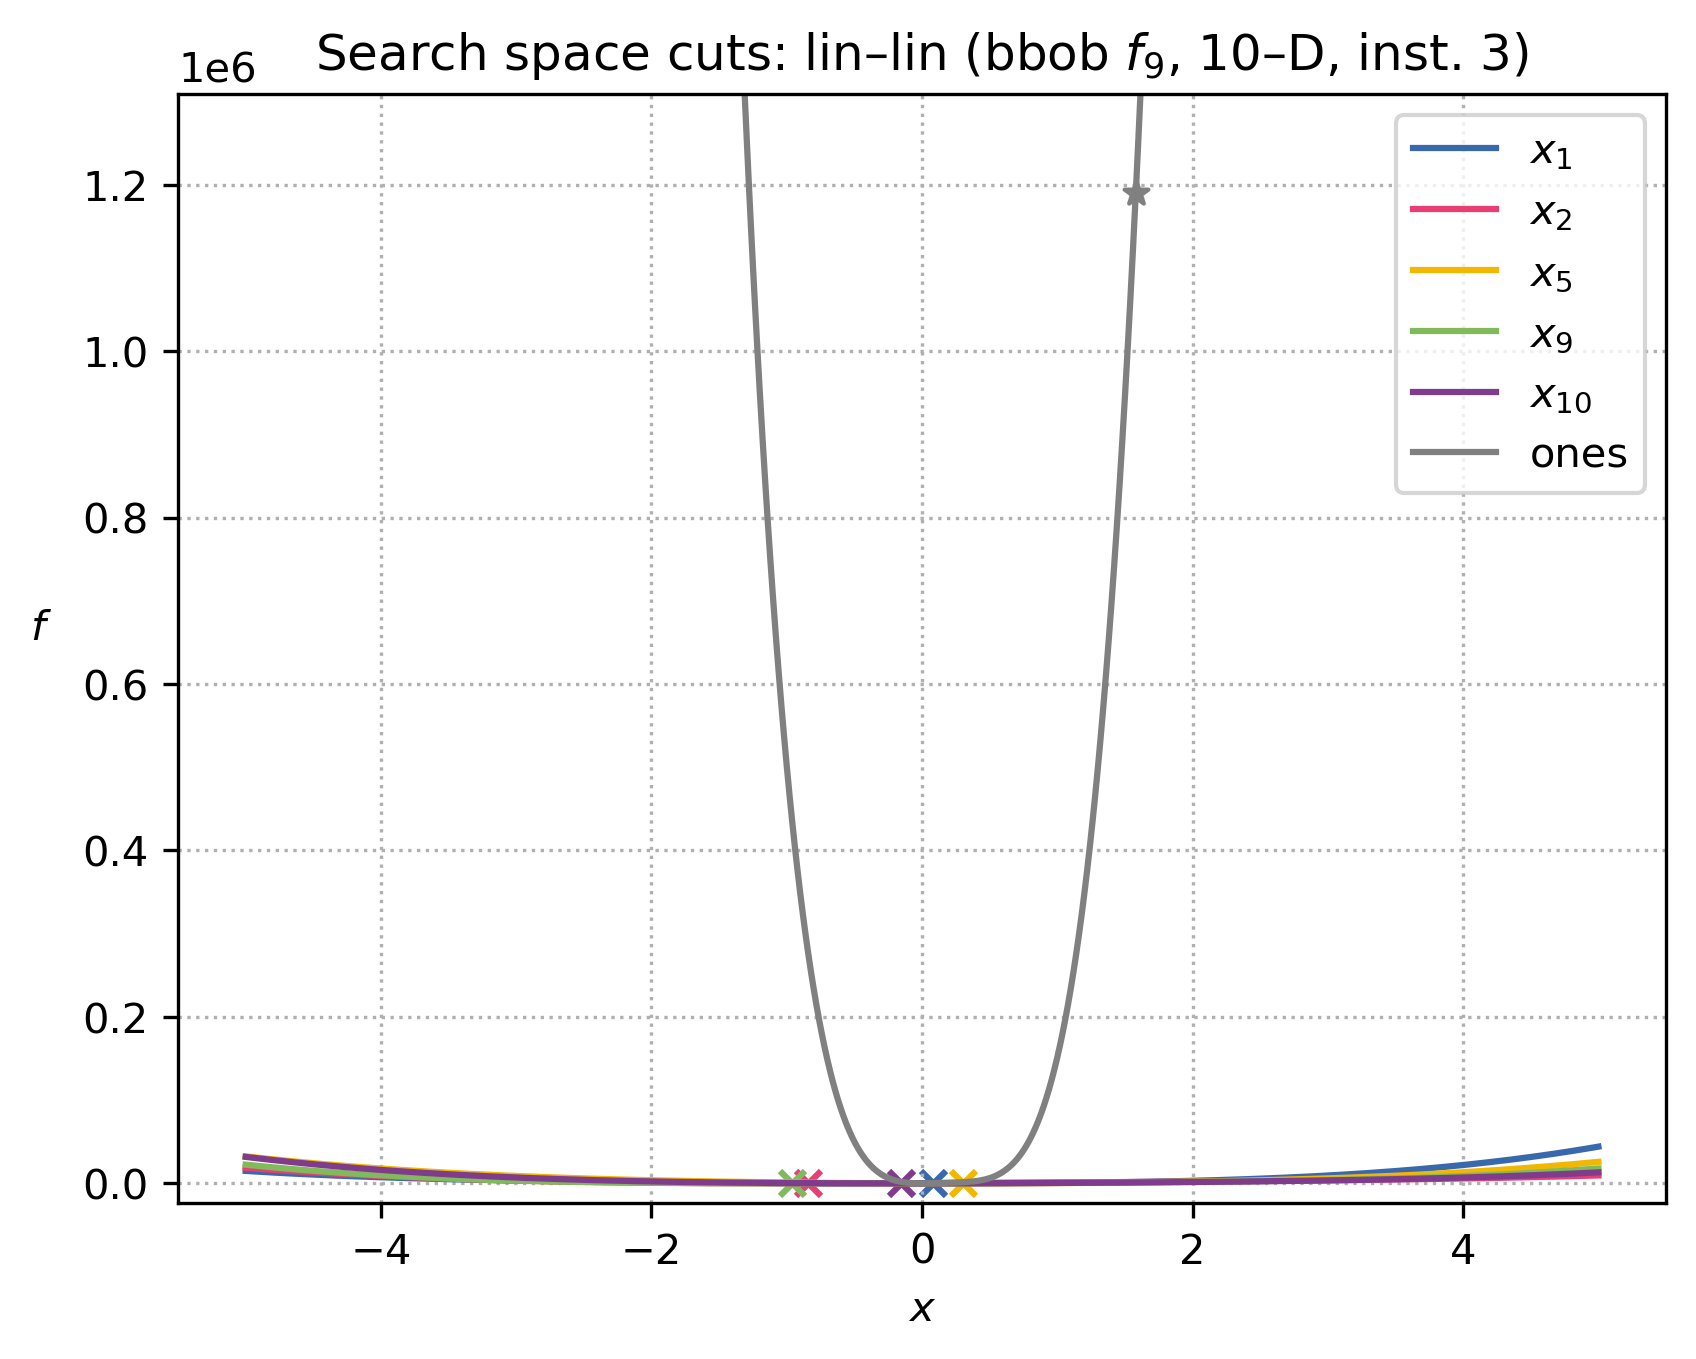 Search space cuts: lin–lin (bbob f₉, 10–D, inst. 3)
1e6
1.2
1.0
0.8
0.6
0.4
0.2
0.0
f
−4 −2 0 2 4
x
x₁
x₂
x₅
x₉
x₁₀
ones